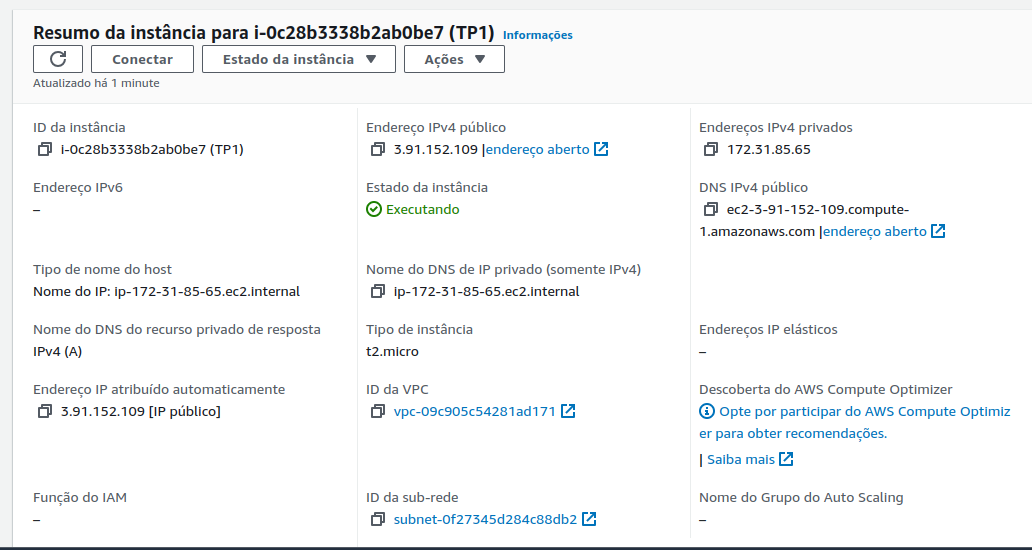 Resumo da instância para i-0c28b3338b2ab0be7 (TP1) Informações
Conectar Estado da instância Ações
Atualizado há 1 minute
ID da instância
i-0c28b3338b2ab0be7 (TP1)
Endereço IPv4 público
3.91.152.109 |endereço aberto
Endereços IPv4 privados
172.31.85.65
Endereço IPv6
–
Estado da instância
Executando
DNS IPv4 público
ec2-3-91-152-109.compute-
1.amazonaws.com |endereço aberto
Tipo de nome do host
Nome do IP: ip-172-31-85-65.ec2.internal
Nome do DNS de IP privado (somente IPv4)
ip-172-31-85-65.ec2.internal
Nome do DNS do recurso privado de resposta
IPv4 (A)
Tipo de instância
t2.micro
Endereços IP elásticos
–
Endereço IP atribuído automaticamente
3.91.152.109 [IP público]
ID da VPC
vpc-09c905c54281ad171
Descoberta do AWS Compute Optimizer
Opte por participar do AWS Compute Optimiz
er para obter recomendações.
| Saiba mais
Função do IAM
–
ID da sub-rede
subnet-0f27345d284c88db2
Nome do Grupo do Auto Scaling
–